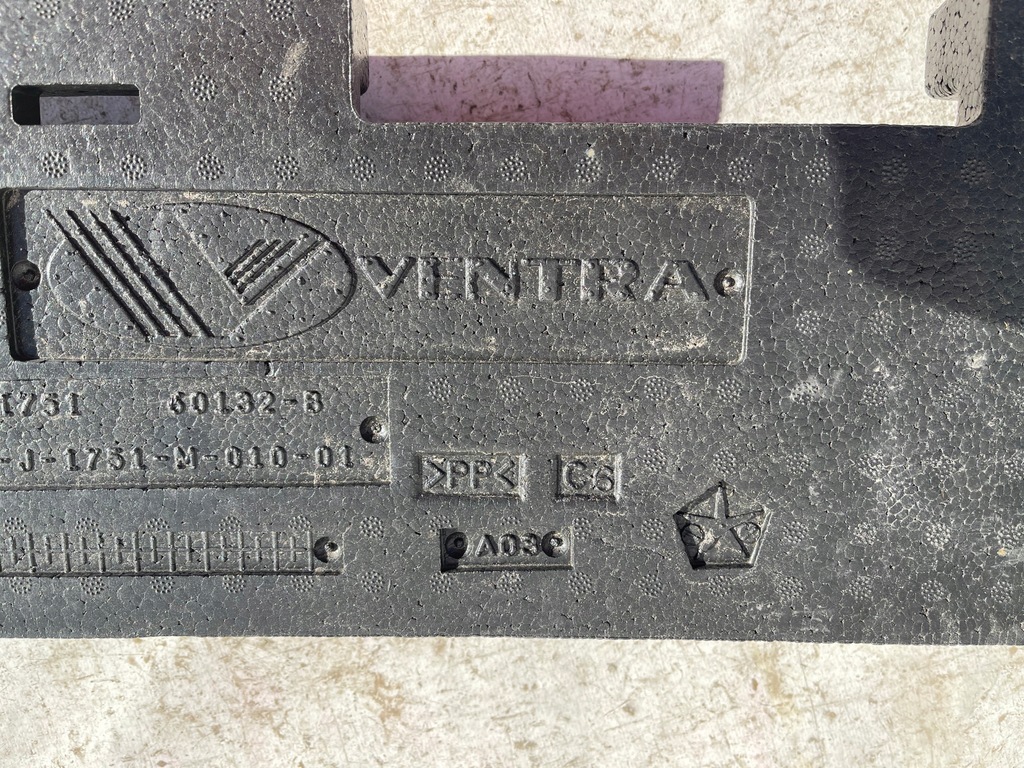 VENTRA
1751 60132-B
-J-1751-M-010-01
>PP< C6
A03